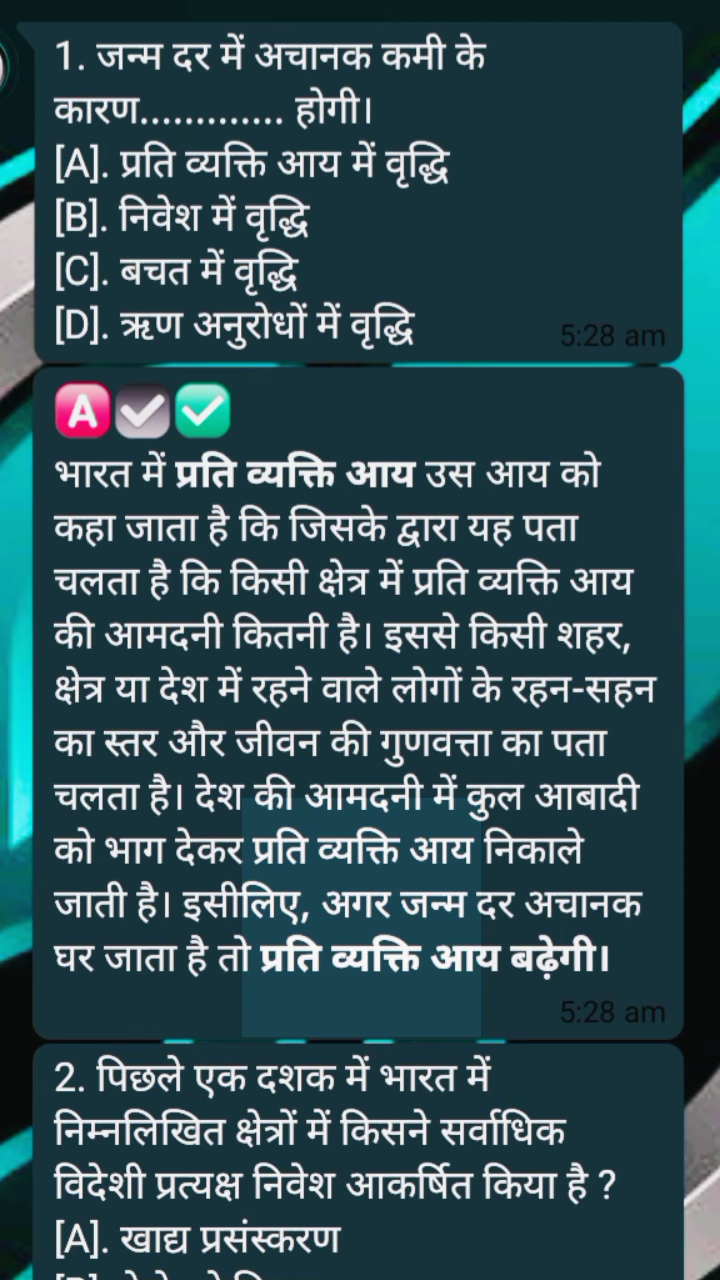 1. जन्म दर में अचानक कमी के
कारण............. होगी।
[A]. प्रति व्यक्ति आय में वृद्धि
[B]. निवेश में वृद्धि
[C]. बचत में वृद्धि
[D]. ऋण अनुरोधों में वृद्धि
5:28 am
🅰️☑️✅
भारत में प्रति व्यक्ति आय उस आय को
कहा जाता है कि जिसके द्वारा यह पता
चलता है कि किसी क्षेत्र में प्रति व्यक्ति आय
की आमदनी कितनी है। इससे किसी शहर,
क्षेत्र या देश में रहने वाले लोगों के रहन-सहन
का स्तर और जीवन की गुणवत्ता का पता
चलता है। देश की आमदनी में कुल आबादी
को भाग देकर प्रति व्यक्ति आय निकाले
जाती है। इसीलिए, अगर जन्म दर अचानक
घर जाता है तो प्रति व्यक्ति आय बढ़ेगी।
5:28 am
2. पिछले एक दशक में भारत में
निम्नलिखित क्षेत्रों में किसने सर्वाधिक
विदेशी प्रत्यक्ष निवेश आकर्षित किया है ?
[A]. खाद्य प्रसंस्करण